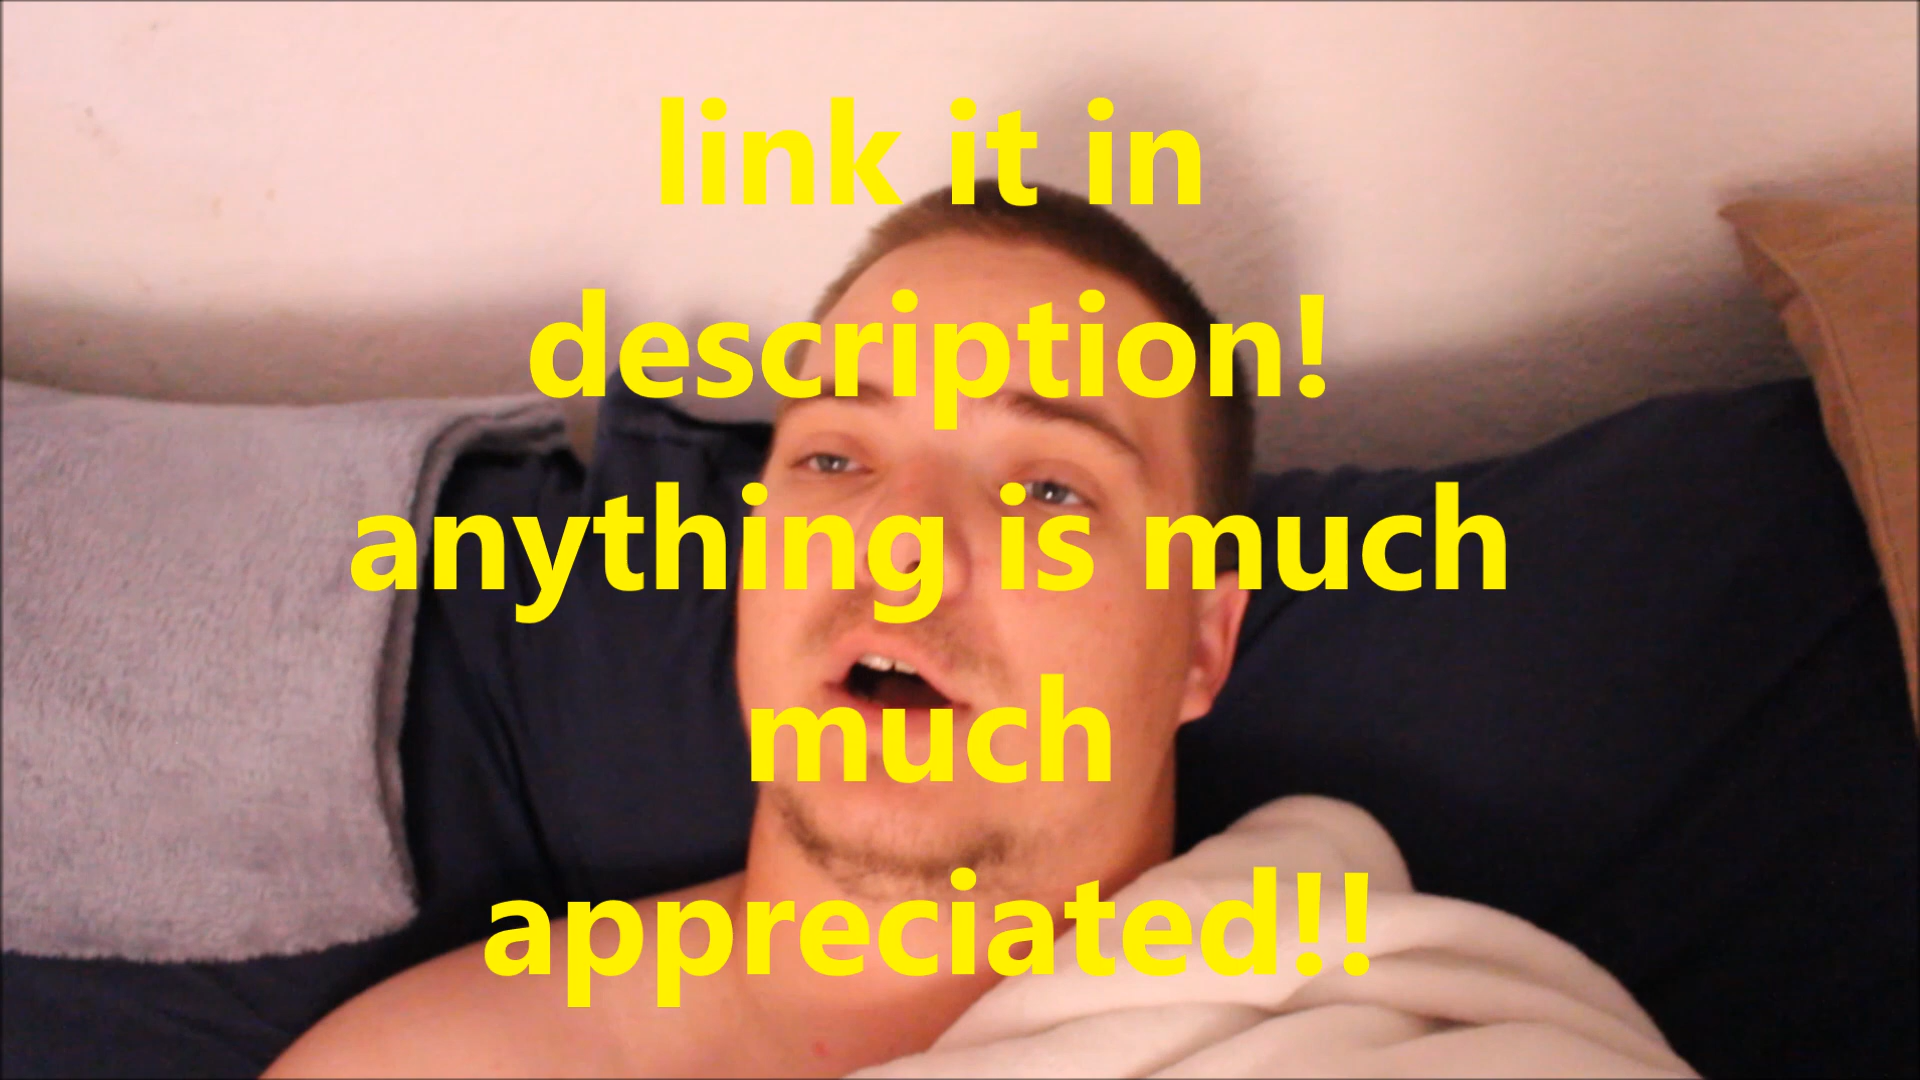 link it in
description!
anything is much
much
appreciated!!